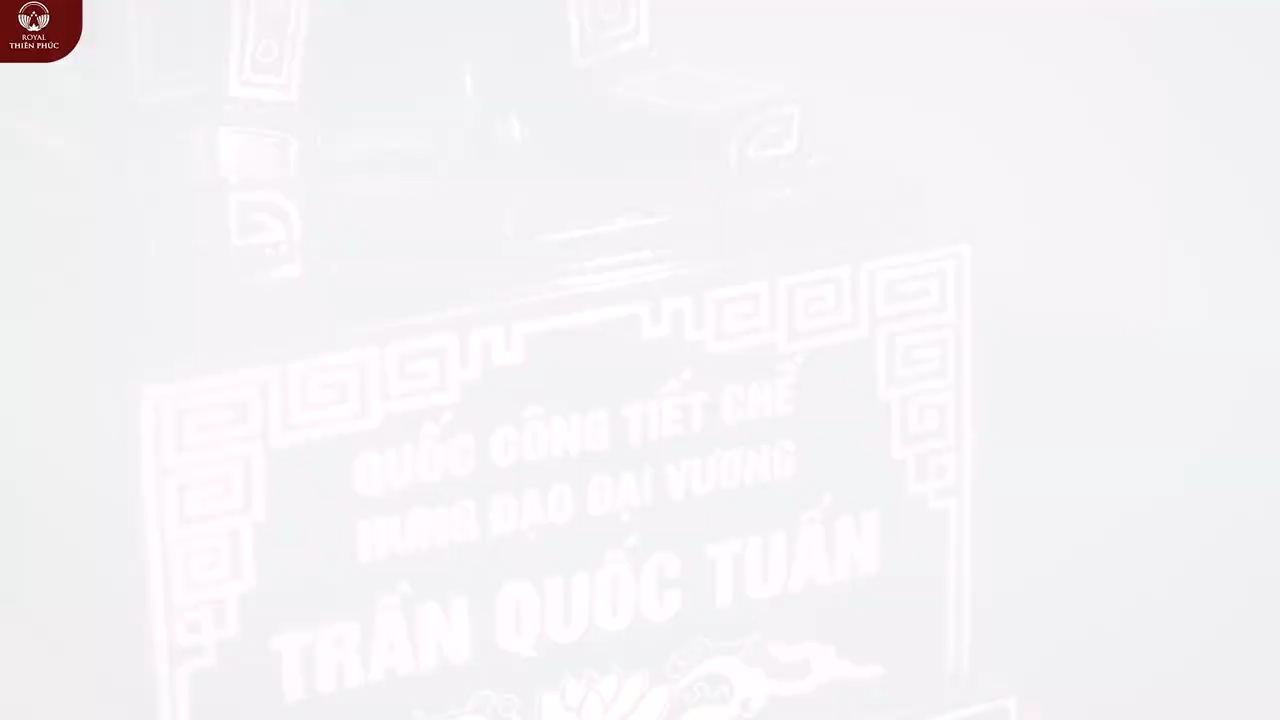 ROYAL
THIÊN PHÚC
QUỐC CÔNG TIẾT CHẾ
HƯNG ĐẠO ĐẠI VƯƠNG
TRẦN QUỐC TUẤN